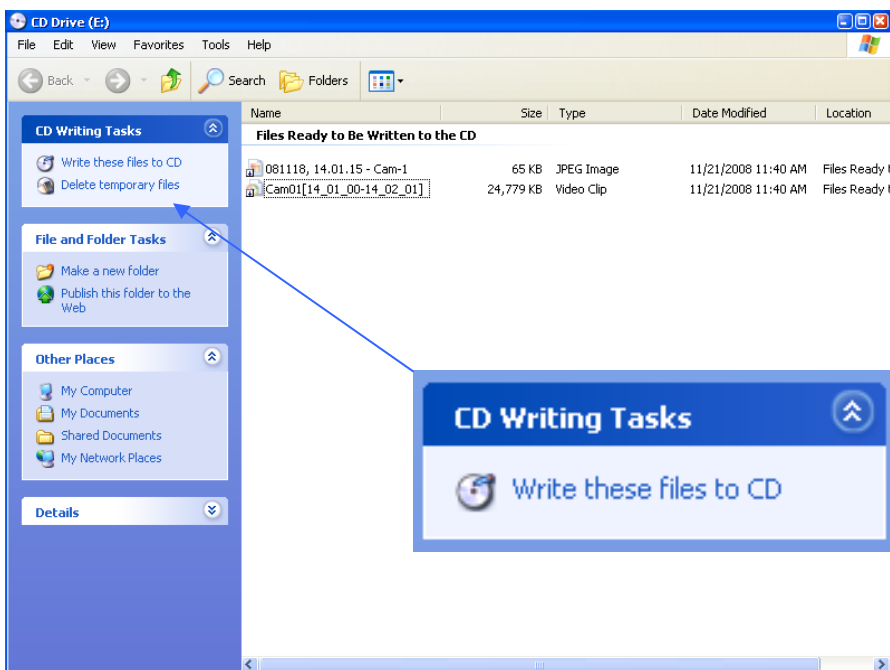 CD Drive (E:)
File Edit View Favorites Tools Help
Back Search Folders
Name Size Type Date Modified Location
CD Writing Tasks
Write these files to CD
Delete temporary files
File and Folder Tasks
Make a new folder
Publish this folder to the
Web
Other Places
My Computer
My Documents
Shared Documents
My Network Places
Details
Files Ready to Be Written to the CD
081118, 14.01.15 - Cam-1 65 KB JPEG Image 11/21/2008 11:40 AM Files Ready
Cam01[14_01_00-14_02_01] 24,779 KB Video Clip 11/21/2008 11:40 AM Files Ready
CD Writing Tasks
Write these files to CD